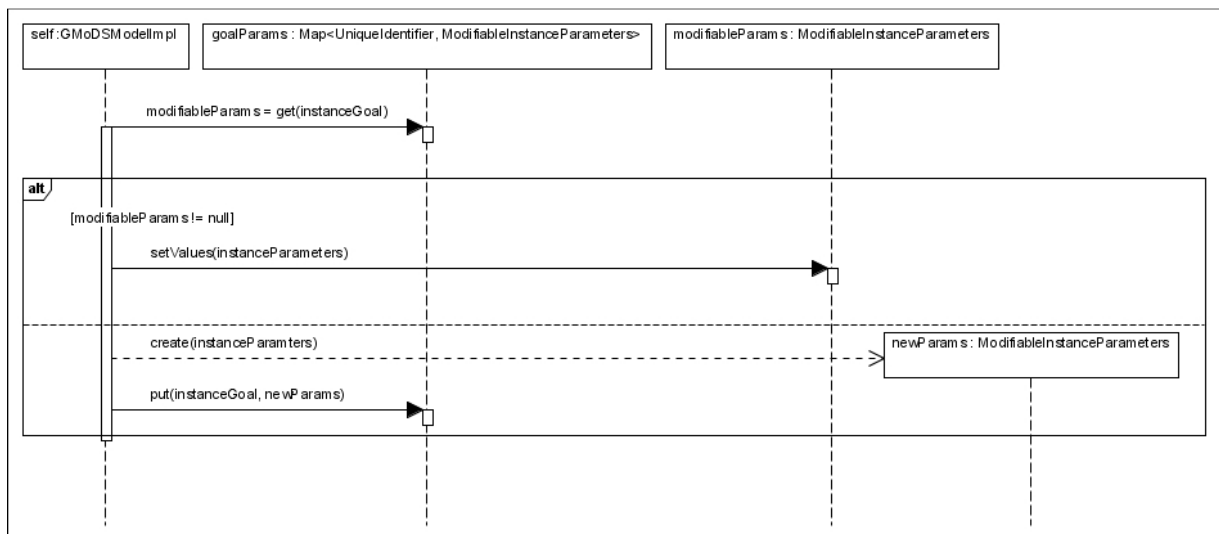 self :GMoDSModelImpl
goalParams : Map<UniqueIdentifier, ModifiableInstanceParameters>
modifiableParams : ModifiableInstanceParameters
modifiableParams = get(instanceGoal)
alt
[modifiableParams != null]
setValues(instanceParameters)
create(instanceParamters)
newParams : ModifiableInstanceParameters
put(instanceGoal, newParams)